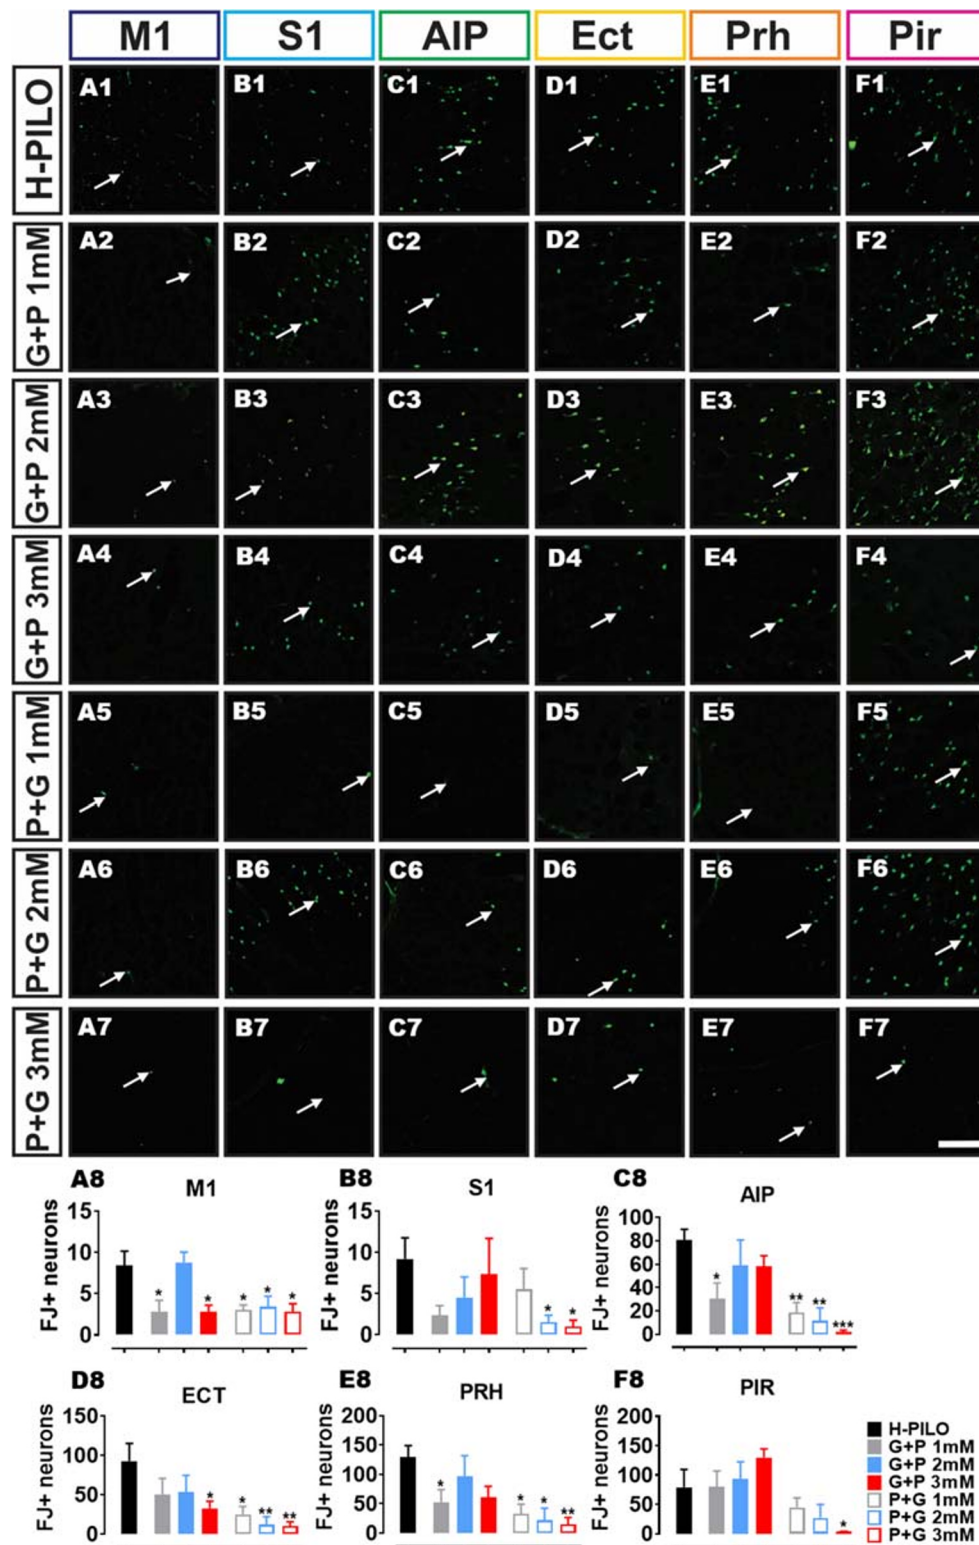 M1 S1 AIP Ect Prh Pir
H-PILO A1 B1 C1 D1 E1 F1
G+P 1mM A2 B2 C2 D2 E2 F2
G+P 2mM A3 B3 C3 D3 E3 F3
G+P 3mM A4 B4 C4 D4 E4 F4
P+G 1mM A5 B5 C5 D5 E5 F5
P+G 2mM A6 B6 C6 D6 E6 F6
P+G 3mM A7 B7 C7 D7 E7 F7
A8 M1
FJ+ neurons
15
10
5
0
* * * * *
B8 S1
FJ+ neurons
15
10
5
0
* *
C8 AIP
FJ+ neurons
100
80
60
40
20
0
* ** ** ***
D8 ECT
FJ+ neurons
150
100
50
0
* * ** **
E8 PRH
FJ+ neurons
200
150
100
50
0
* * * **
F8 PIR
FJ+ neurons
200
150
100
50
0
*
H-PILO
G+P 1mM
G+P 2mM
G+P 3mM
P+G 1mM
P+G 2mM
P+G 3mM